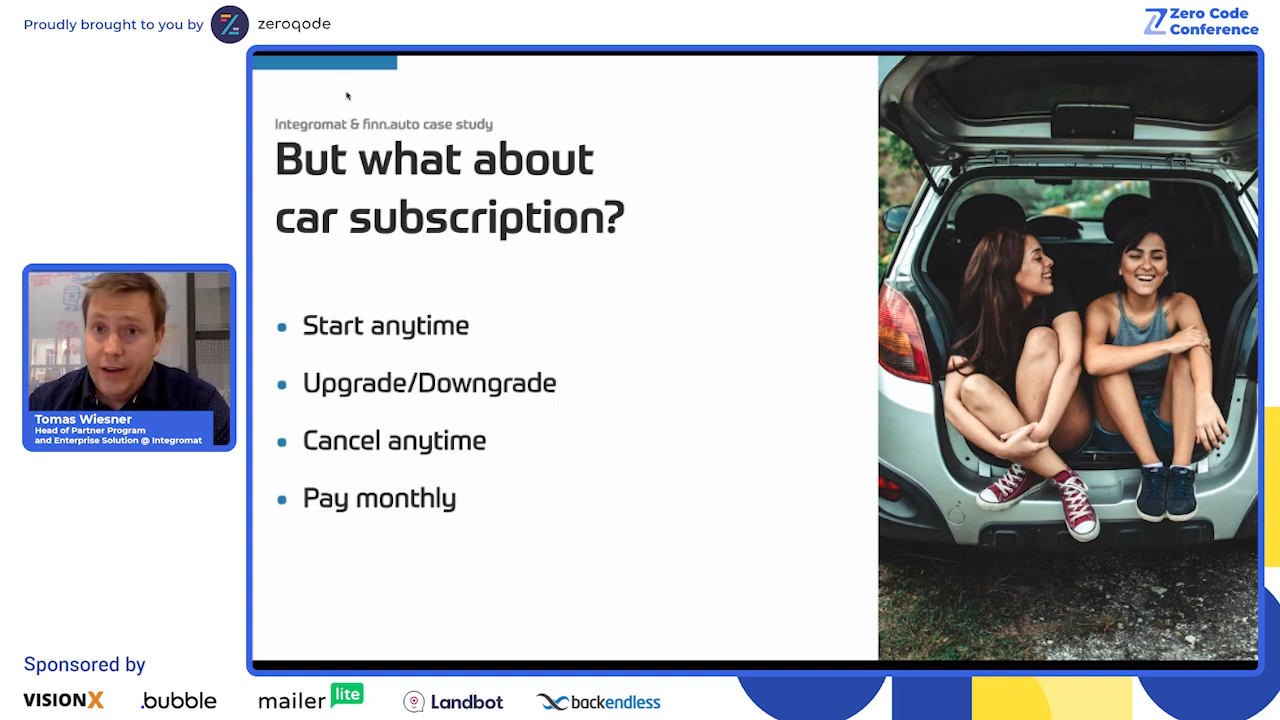 Proudly brought to you by zeroqode
Zero Code
Conference
Integromat & finn.auto case study
But what about
car subscription?
Start anytime
Upgrade/Downgrade
Cancel anytime
Pay monthly
Tomas Wiesner
Head of Partner Program
and Enterprise Solution @ Integromat
Sponsored by
VISIONX
.bubble
mailer lite
Landbot
backendless